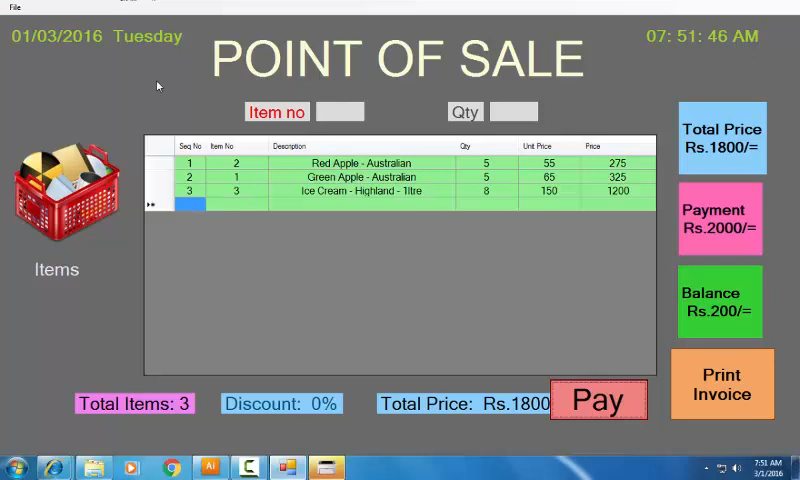 File
01/03/2016 Tuesday
POINT OF SALE
07: 51: 46 AM
Item no
Qty
Seq No Item No Description Qty Unit Price Price
1 2 Red Apple - Australian 5 55 275
2 1 Green Apple - Australian 5 65 325
3 3 Ice Cream - Highland - 1ltre 8 150 1200
Items
Total Price
Rs.1800/=
Payment
Rs.2000/=
Balance
Rs.200/=
Print
Invoice
Total Items: 3
Discount: 0%
Total Price: Rs.1800
Pay
Ai
C
7:51 AM
3/1/2016